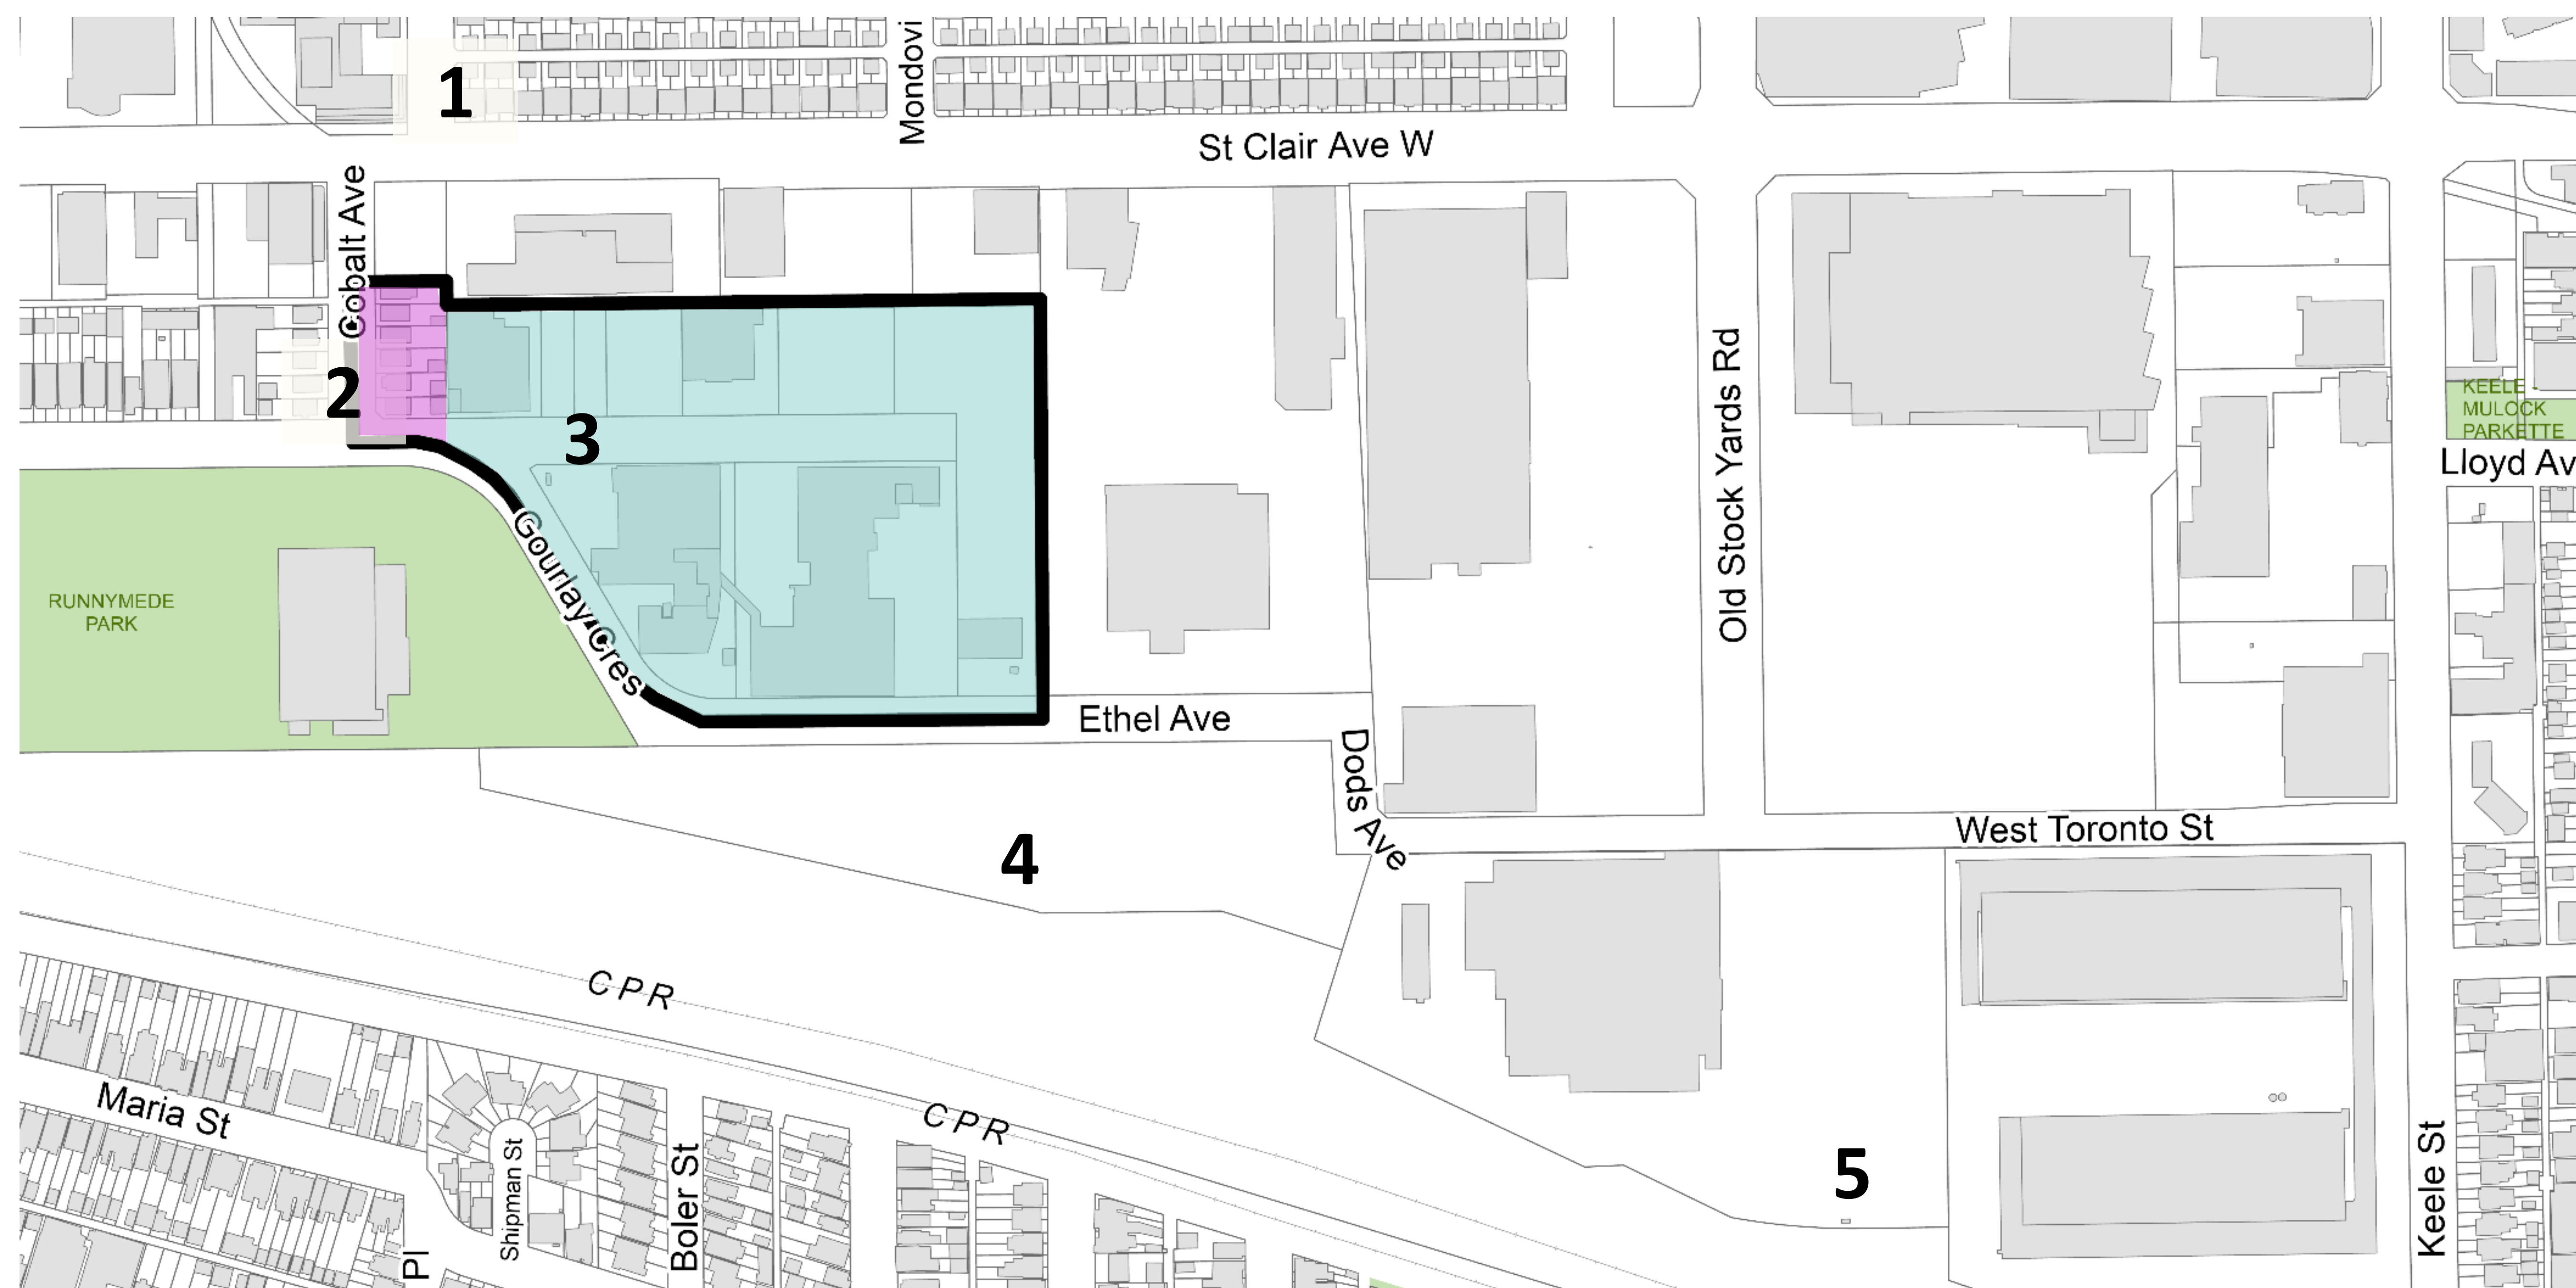 1
Mondovi
St Clair Ave W
Cobalt Ave
2
3
Old Stock Yards Rd
KEELE -
MULOCK
PARKETTE
Lloyd Av
Gourlay Cres
RUNNYMEDE
PARK
Ethel Ave
Dods Ave
West Toronto St
4
CPR
Maria St
CPR
Shipman St
Boler St
Pl
5
Keele St